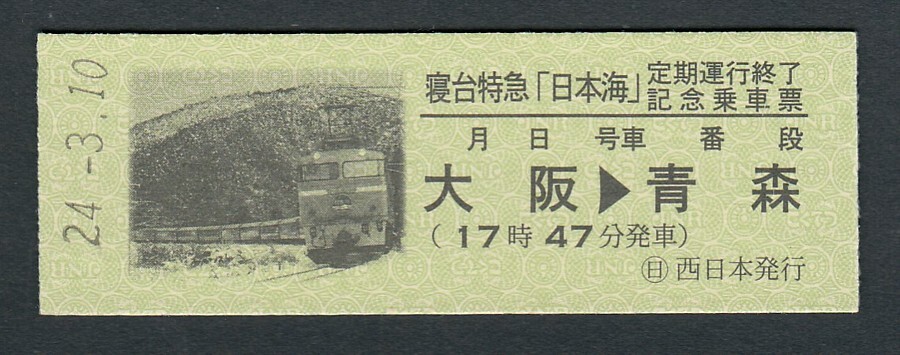 24-3.10
寝台特急「日本海」定期運行終了記念乗車票
月 日 号車 番 段
大阪▶青森
(17時47分発車)
㊐西日本発行